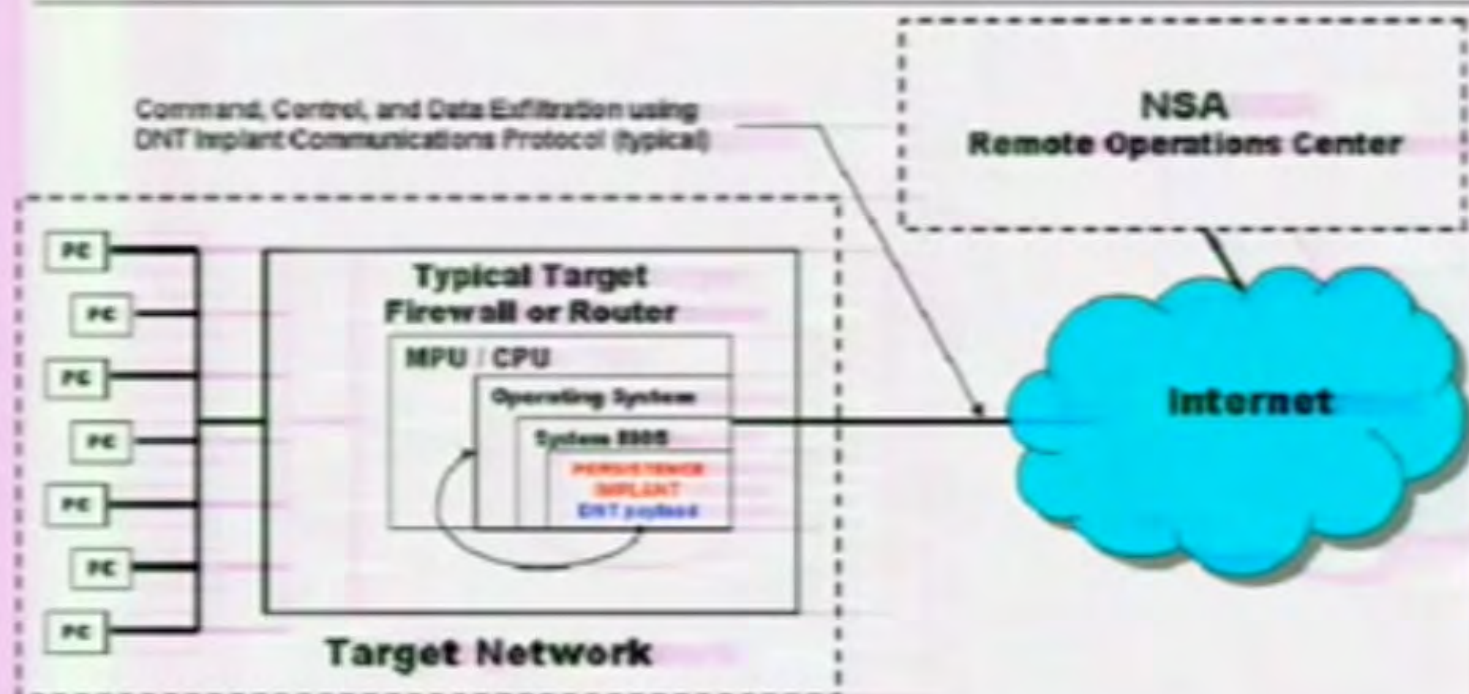 Command, Control, and Data Exfiltration using
DNT Implant Communications Protocol (typical)
NSA
Remote Operations Center
PC
PC
PC
PC
PC
PC
PC
Typical Target
Firewall or Router
MPU / CPU
Operating System
System BIOS
PERSISTENCE
IMPLANT
DNT payload
Internet
Target Network